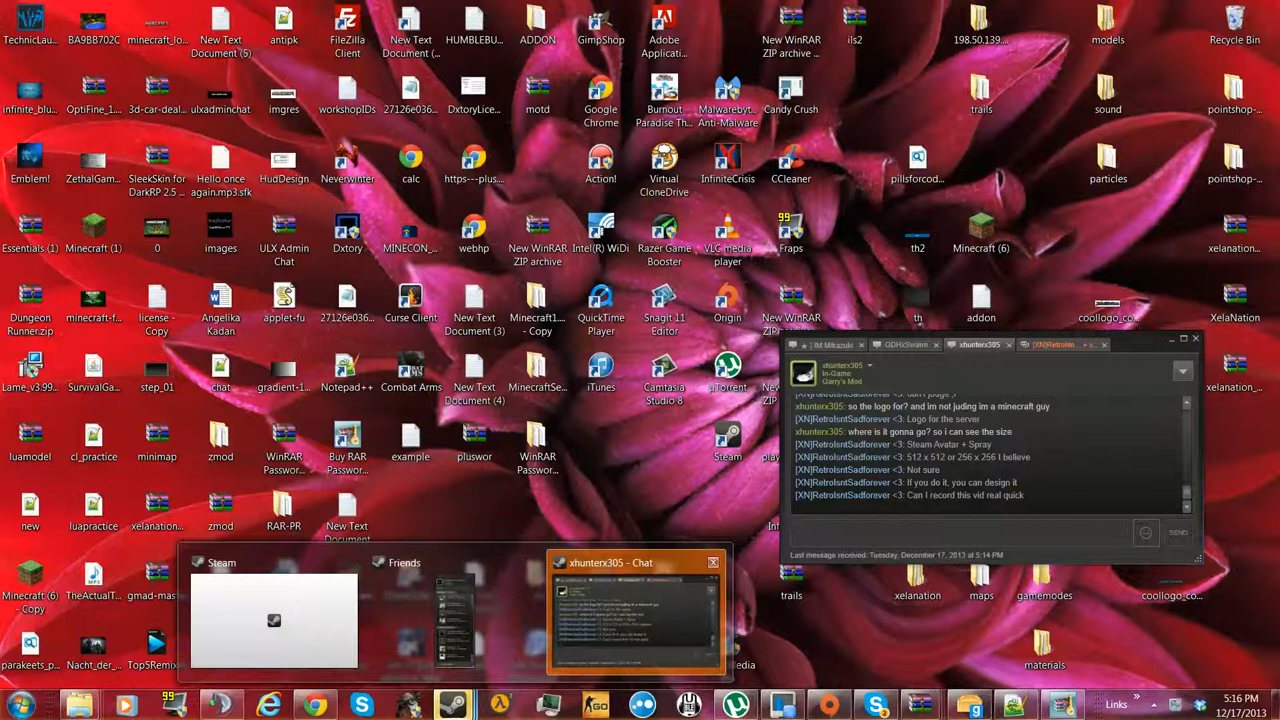 TechnicLau...
BA9BB702C
minecraft_lo...
New Text
Document (5)
antipk
FileZilla
Client
New Text
Document (...
HUMBLEBU...
ADDON
GimpShop
Adobe
Applicati...
New WinRAR
ZIP archive ...
ils2
198.50.139...
models
Recycle Bin
infinite_blu...
OptiFine_1...
3d-car-deal...
ulxadminchat
imgres
workshopIDs
27126e036...
DxtoryLice...
motd
Google
Chrome
Burnout
Paradise Th...
Malwarebyt...
Anti-Malware
Candy Crush
trails
sound
pointshop-...
Emblem!
ZethalGam...
SleekSkin for
DarkRP 2.5 ...
Hello once
again.mp3.sfk
HudDesign
Neverwinter
calc
https---plus...
Action!
Virtual
CloneDrive
InfiniteCrisis
CCleaner
pillsforcod...
particles
pointshop-...
Essentials (1)
Minecraft (1)
0
images
ULX Admin
Chat
Dxtory
MINECON_...
webhp
New WinRAR
ZIP archive
Intel(R) WiDi
Razer Game
Booster
VLC media
player
99
Fraps
th2
Minecraft (6)
xelanation...
Dungeon
Runner.zip
minecraft-f...
license -
Copy
Angelika
Kadan
applet-fu
27126e036...
Curse Client
New Text
Document (3)
Minecraft1....
- Copy
QuickTime
Player
Snagit 11
Editor
Origin
New WinRAR
th
addon
coollogo_co...
XelaNation
Lame_v3.99...
SurvivalGa...
Step_01
chat
gradient-1...
Notepad++
Combat Arms
New Text
Document (4)
MinecraftSe...
iTunes
Camtasia
Studio 8
uTorrent
xelanation_...
luamodel
cl_practice
minimap
zmod
WinRAR
Passwor...
Buy RAR
Passwor...
example
pluswor
WinRAR
Passwor...
Steam
new
luapractice
xelanation...
zmod
RAR-PR
New Text
Document
Minecraft (6)
- Copy
TheActualT...
gmad-mas...
trails
xelanation
maps
gamemodes
coollogo_co...
parakeets_p...
Nacht_der_...
Top5Remi...
materials
IM Mikazuki
GDHxSwarm
xhunterx305
xhunterx305
In-Game
Garry's Mod
xhunterx305: so the logo for? and im not juding im a minecraft guy
[XN]RetroIsntSadforever <3: Logo for the server
xhunterx305: where is it gonna go? so i can see the size
[XN]RetroIsntSadforever <3: Steam Avatar + Spray
[XN]RetroIsntSadforever <3: 512 x 512 or 256 x 256 I believe
[XN]RetroIsntSadforever <3: Not sure
[XN]RetroIsntSadforever <3: If you do it, you can design it
[XN]RetroIsntSadforever <3: Can I record this vid real quick
SEND
Last message received: Tuesday, December 17, 2013 at 5:14 PM
Steam
Friends
xhunterx305 - Chat
99
Links
5:16 PM
12/17/2013